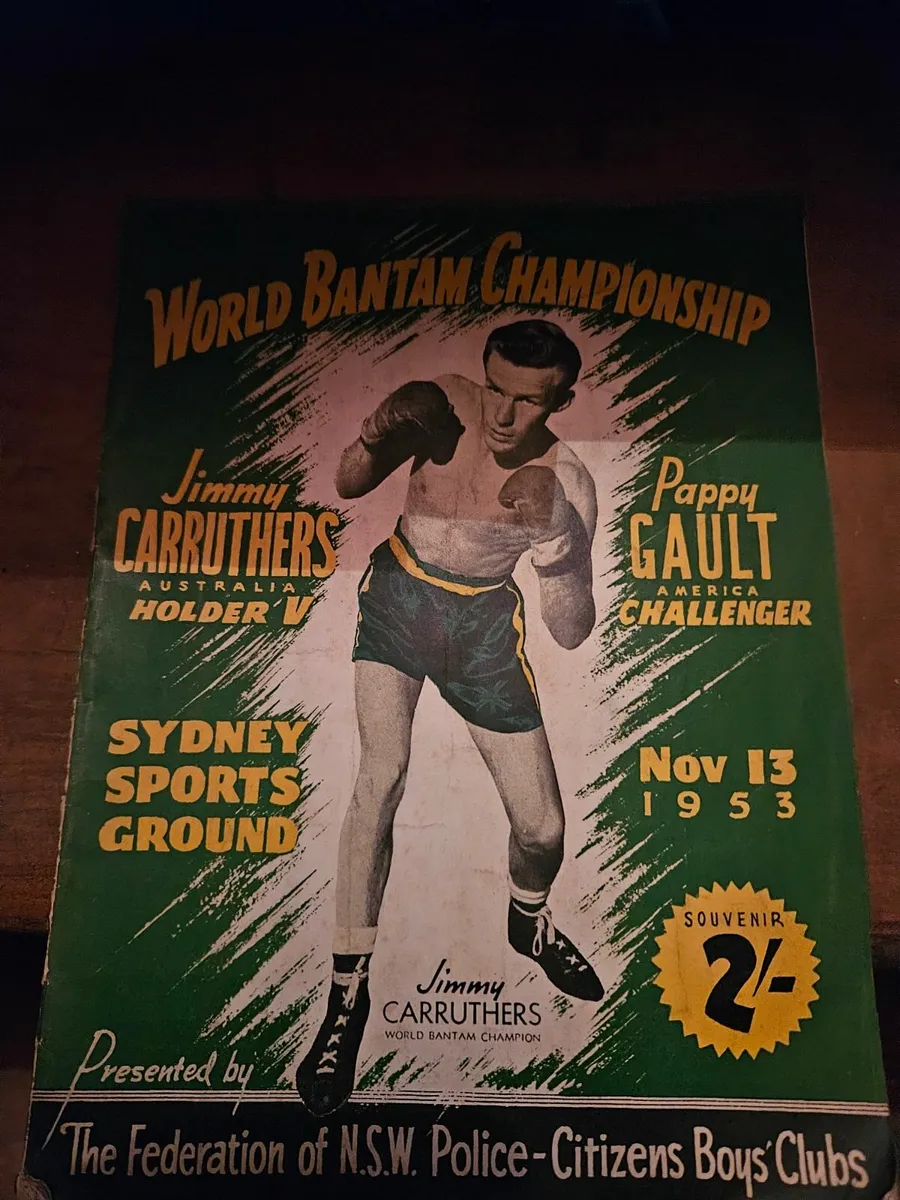 World Bantam Championship
Jimmy
CARRUTHERS
AUSTRALIA
HOLDER V
Pappy
GAULT
AMERICA
CHALLENGER
SYDNEY
SPORTS
GROUND
Nov 13
1953
SOUVENIR
2/-
Jimmy
CARRUTHERS
WORLD BANTAM CHAMPION
Presented by
The Federation of N.S.W. Police-Citizens Boys' Clubs